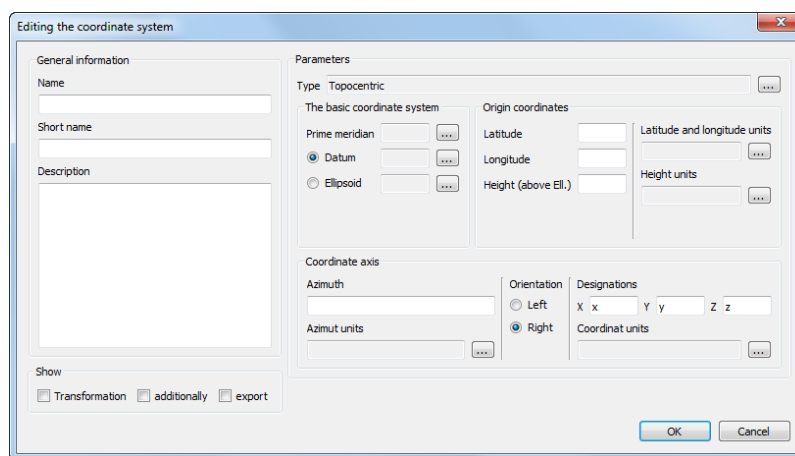 Editing the coordinate system
General information
Name
Short name
Description
Show
Transformation additionally export
Parameters
Type Topocentric ...
The basic coordinate system
Prime meridian ...
Datum ...
Ellipsoid ...
Origin coordinates
Latitude
Longitude
Height (above Ell.)
Latitude and longitude units
...
Height units
...
Coordinate axis
Azimuth
Azimut units
...
Orientation
Left
Right
Designations
X x Y y Z z
Coordinat units
...
OK Cancel